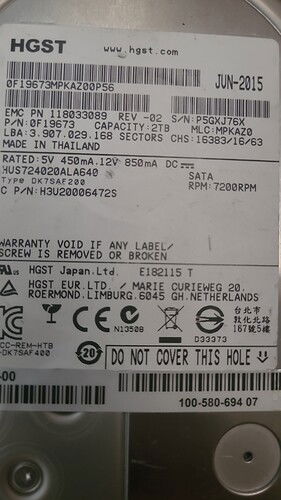 HGST www.hgst.com
0F19673MPKAZ00P56 JUN-2015
EMC PN 118033089 REV -02 S/N:P5GXJ76X
P/N:0F19673 CAPACITY:2TB MLC:MPKAZ0
LBA:3.907.029.168 SECTORS CHS:16383/16/63
MADE IN THAILAND
RATED:5V 450mA.12V 850mA DC
HUS724020ALA640 SATA
Type DK7SAF200 RPM:7200RPM
C P/N:H3U20006472S
WARRANTY VOID IF ANY LABEL/
SCREW IS REMOVED OR BROKEN
HGST Japan.Ltd. E182115 T
HGST EUR.LTD. / MARIE CURIEWEG 20.
ROERMOND.LIMBURG.6045 GH.NETHERLANDS
N13508
D33373
台北市
敦化北路
167號5樓
CC-REM-HTB
-DK7SAF400
20
DO NOT COVER THIS HOLE
-00
100-580-694 07